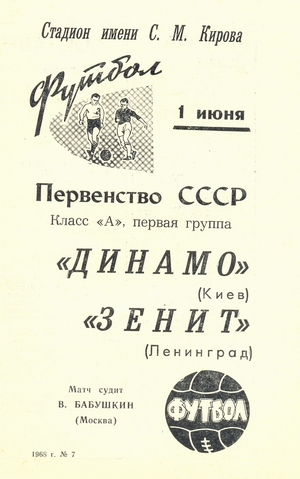 Стадион имени С. М. Кирова
Футбол
1 июня
Первенство СССР
Класс «А», первая группа
«ДИНАМО»
(Киев)
«ЗЕНИТ»
(Ленинград)
Матч судит
В. БАБУШКИН
(Москва)
ФУТБОЛ
1968 г. № 7